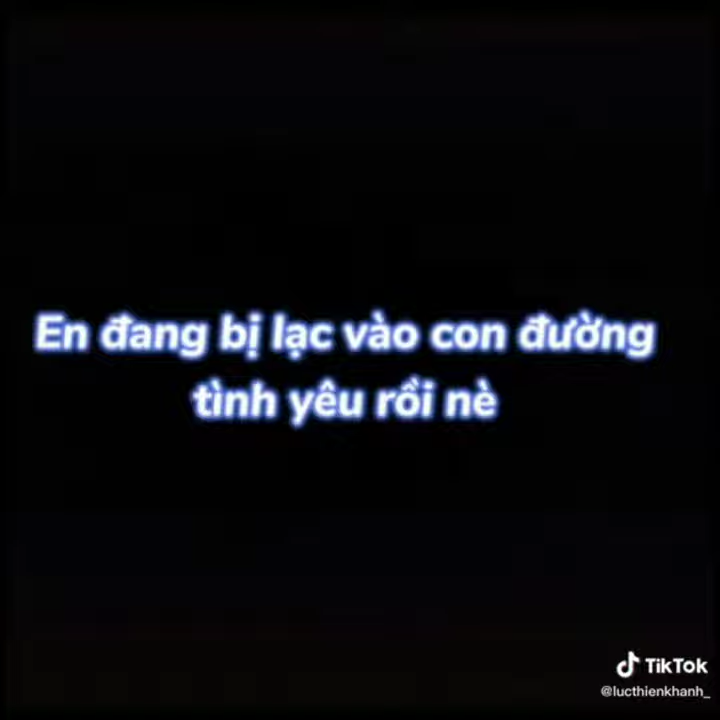 En đang bị lạc vào con đường
tình yêu rồi nè
TikTok
@lucthienkhanh_